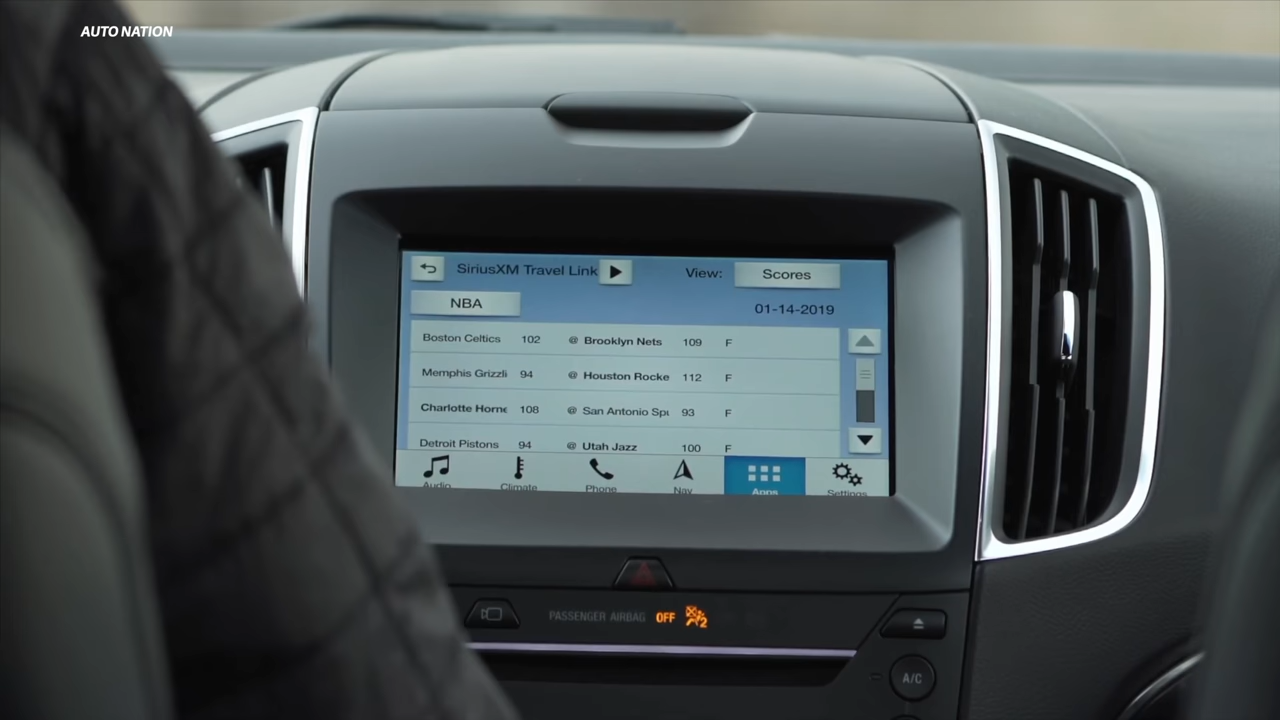 AUTO NATION
SiriusXM Travel Link View: Scores
NBA 01-14-2019
Boston Celtics 102 @ Brooklyn Nets 109 F
Memphis Grizzli 94 @ Houston Rocke 112 F
Charlotte Horne 108 @ San Antonio Spu 93 F
Detroit Pistons 94 @ Utah Jazz 100 F
Audio Climate Phone Nav Apps Settings
PASSENGER AIRBAG OFF 2
A/C